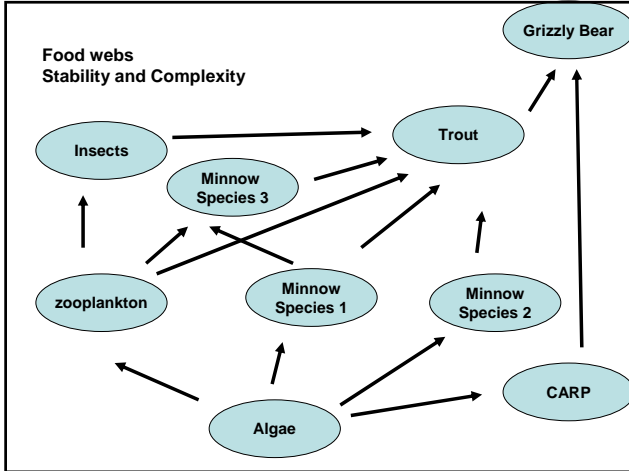 Grizzly Bear
Food webs
Stability and Complexity
Trout
Insects
Minnow
Species 3
zooplankton
Minnow
Species 1
Minnow
Species 2
CARP
Algae